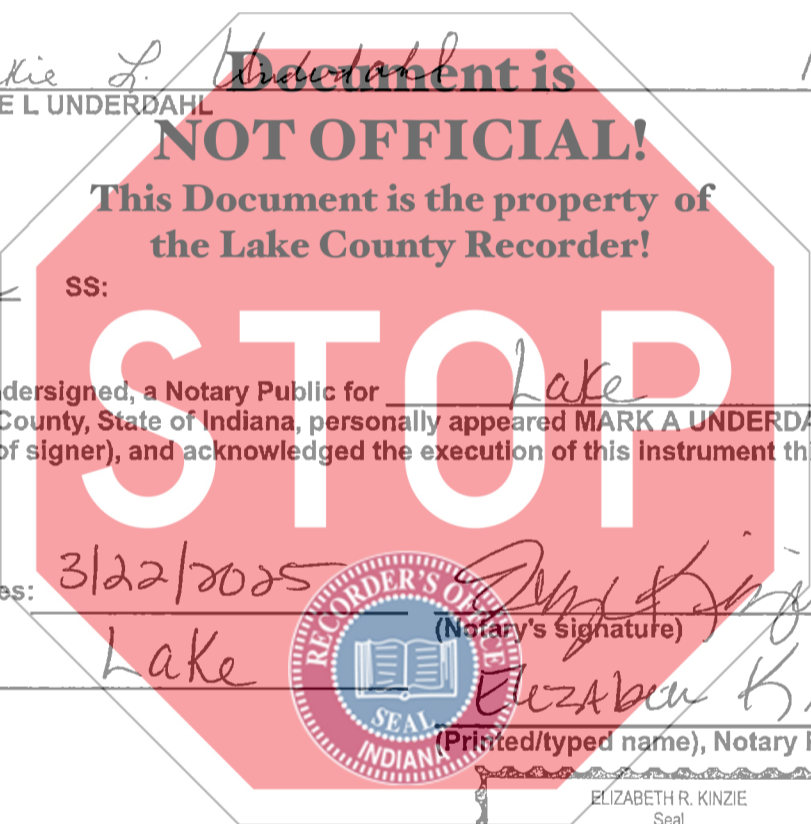 kie L. Underdahl
E L UNDERDAHL
Document is
NOT OFFICIAL!
This Document is the property of
the Lake County Recorder!
SS:
dersigned, a Notary Public for Lake
County, State of Indiana, personally appeared MARK A UNDERDA
of signer), and acknowledged the execution of this instrument thi
STOP
es: 3/22/2025
(Notary's signature)
Lake
RECORDER'S OFFICE
SEAL
INDIANA
Elizabeth K
(Printed/typed name), Notary
ELIZABETH R. KINZIE
Seal